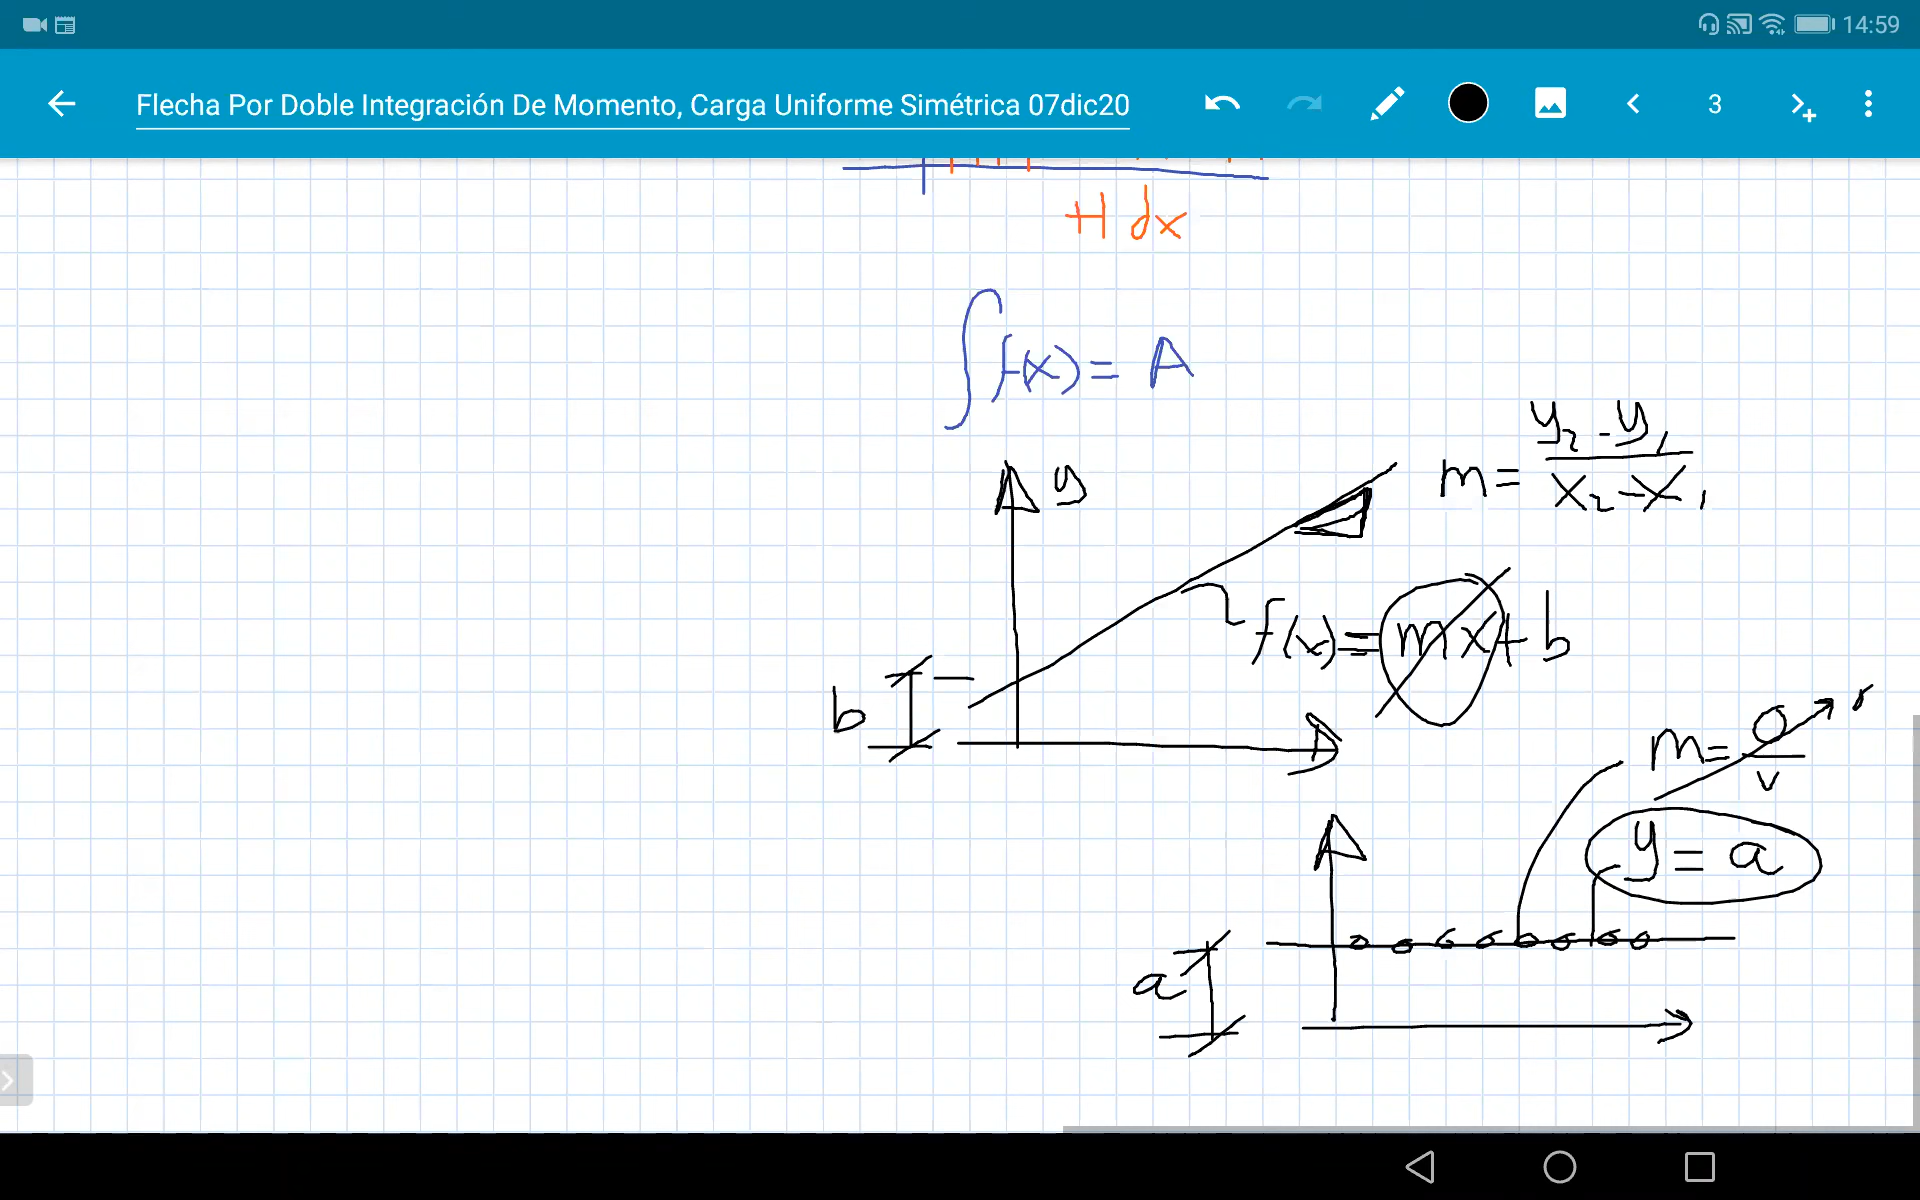 14:59
Flecha Por Doble Integración De Momento, Carga Uniforme Simétrica 07dic20
3
H dx
∫f(x) = A
y
m = y₂ - y₁ / x₂ - x₁
f(x) = mx + b
b
m = 0 / v
y = a
a